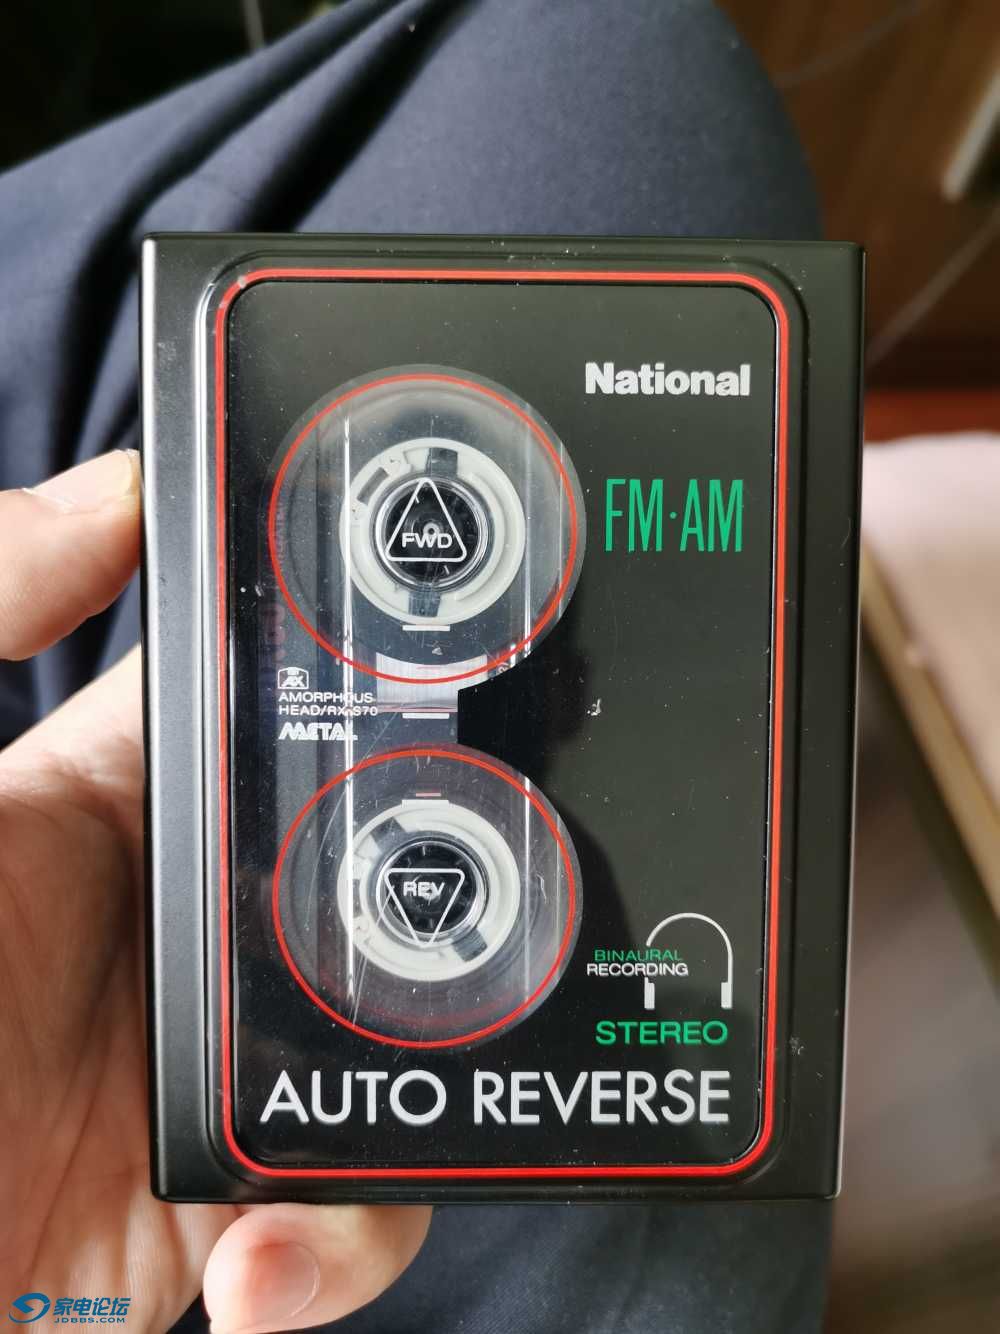 National
FM·AM
FWD
AX
AMORPHOUS
HEAD/RX-S70
METAL
REV
BINAURAL
RECORDING
STEREO
AUTO REVERSE
家电论坛
JDBBS.COM